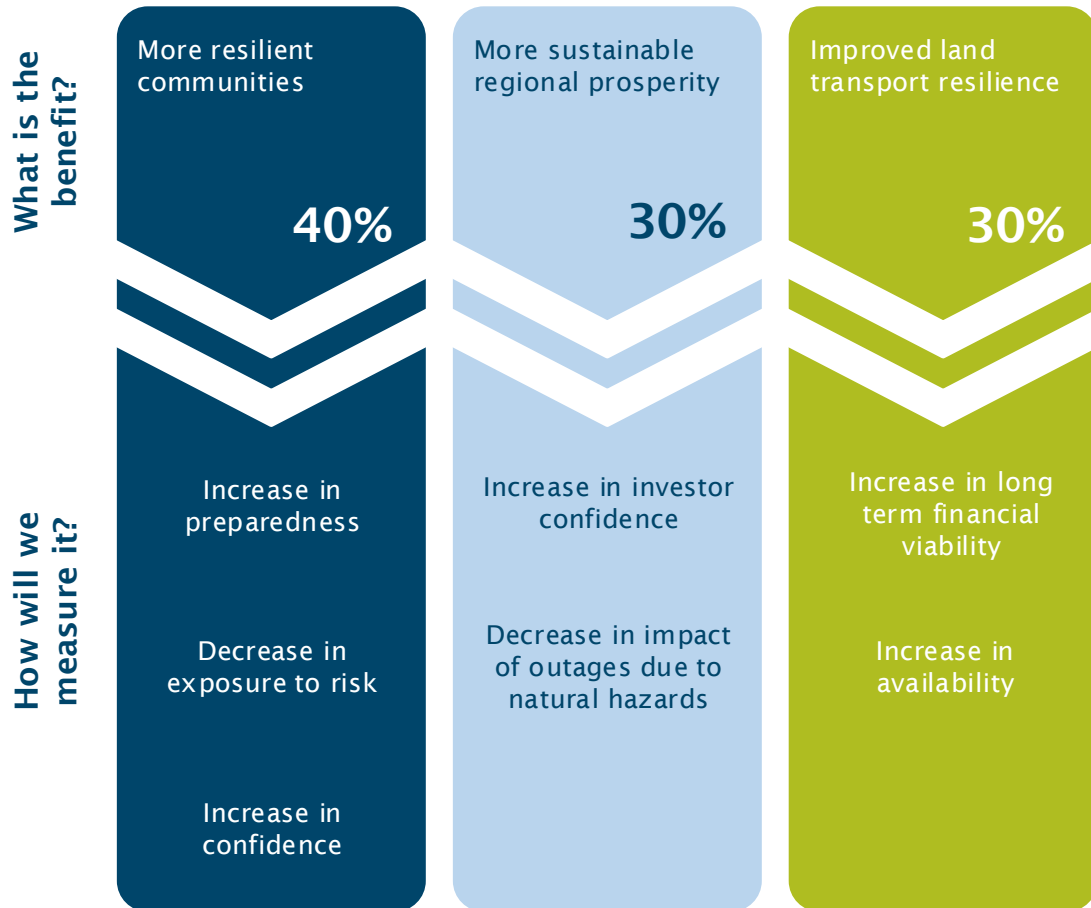 What is the
benefit?
More resilient
communities
40%
More sustainable
regional prosperity
30%
Improved land
transport resilience
30%
How will we
measure it?
Increase in
preparedness
Decrease in
exposure to risk
Increase in
confidence
Increase in investor
confidence
Decrease in impact
of outages due to
natural hazards
Increase in long
term financial
viability
Increase in
availability